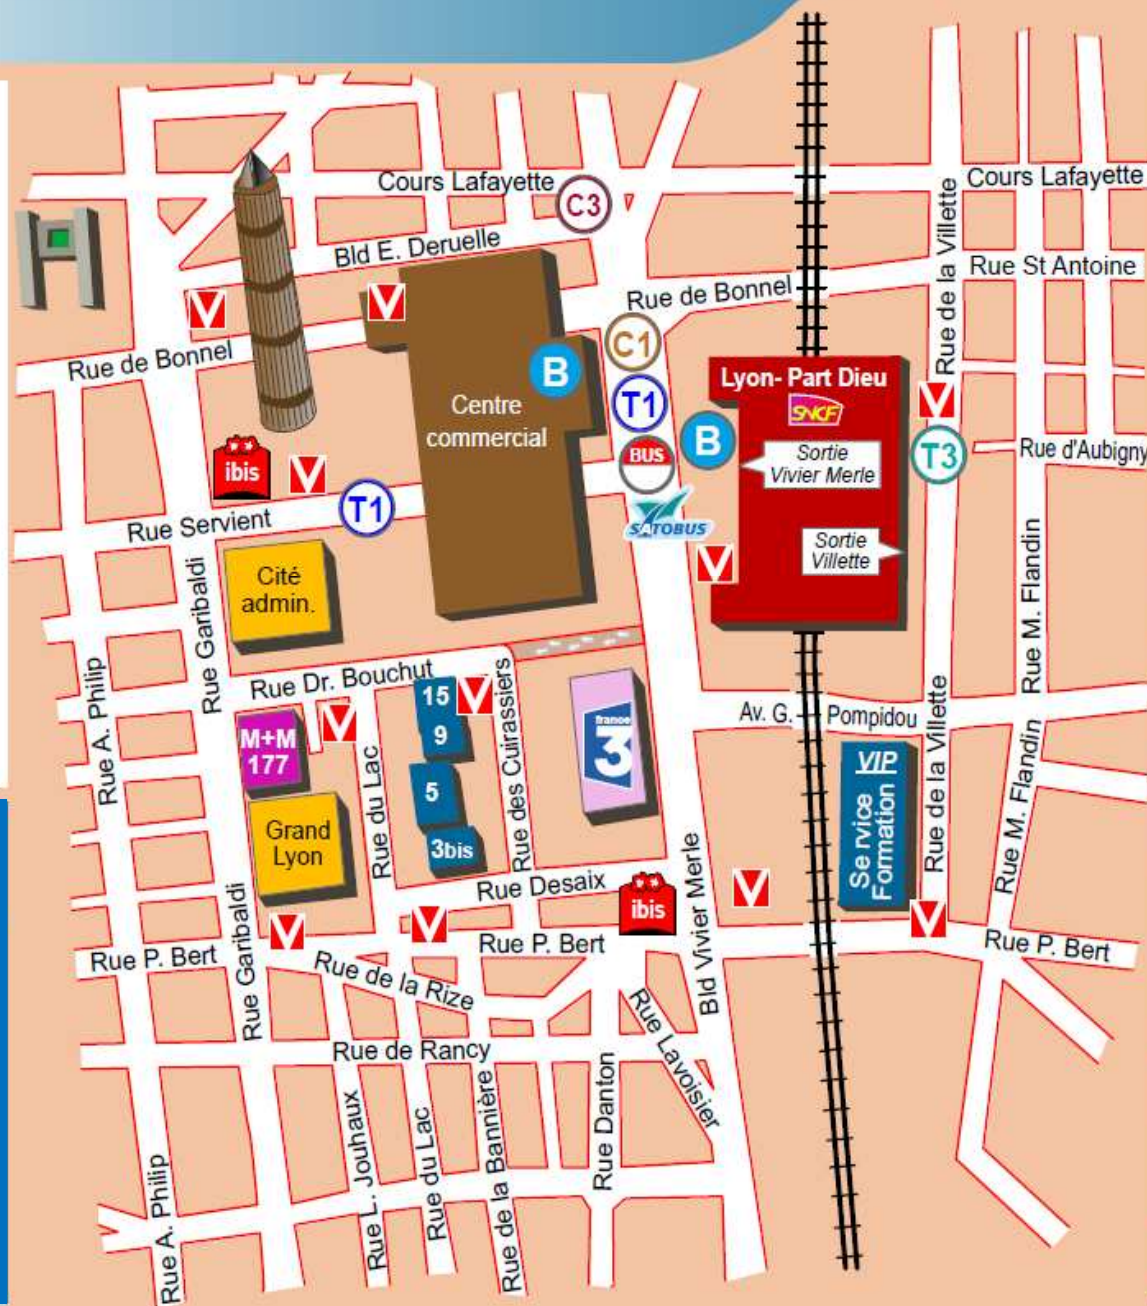 Cours Lafayette
Cours Lafayette
C3
Bld E. Deruelle
Rue de la Villette
Rue St Antoine
Rue de Bonnel
V
V
C1
Rue de Bonnel
B
Lyon- Part Dieu
SNCF
T1
V
Centre
commercial
B
BUS
Sortie
Vivier Merle
T3
Rue d'Aubigny
ibis
V
T1
SATOBUS
Rue Servient
Sortie
Villette
V
Cité
admin.
Rue Garibaldi
Rue M. Flandin
Rue A. Philip
Rue Dr. Bouchut
Rue des Cuirassiers
15
V
9
france
3
Av. G.
Pompidou
Rue de la Villette
M+M
177
V
Rue du Lac
5
VIP
Se rvice
Formation
Rue M. Flandin
Grand
Lyon
3bis
Rue Desaix
ibis
Bld Vivier Merle
V
V
Rue Garibaldi
V
V
Rue P. Bert
Rue P. Bert
Rue P. Bert
Rue de la Rize
Rue Lavoisier
Rue de Rancy
Rue Danton
Rue A. Philip
Rue L. Jouhaux
Rue du Lac
Rue de la Bannière